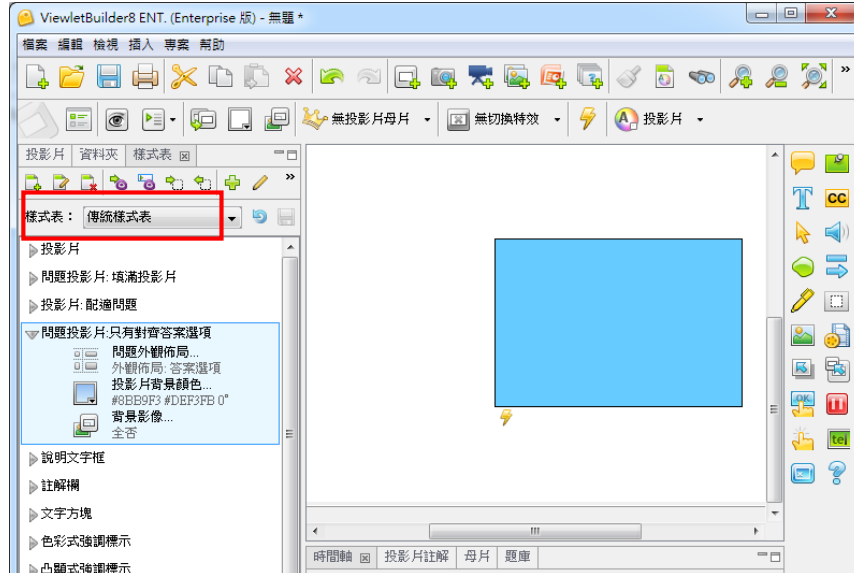 ViewletBuilder8 ENT. (Enterprise 版) - 無題 *
檔案 編輯 檢視 插入 專案 幫助
無投影片母片 無切換特效 投影片
投影片 資料夾 樣式表
樣式表： 傳統樣式表
投影片
問題投影片: 填滿投影片
投影片: 配適問題
問題投影片:只有對齊答案選項
問題外觀佈局...
外觀佈局: 答案選項
投影片背景顏色...
#8BB9F3 #DEF3FB 0°
背景影像...
全否
說明文字框
註解欄
文字方塊
色彩式強調標示
凸顯式強調標示
T CC
OK
tel
時間軸 投影片註解 母片 題庫